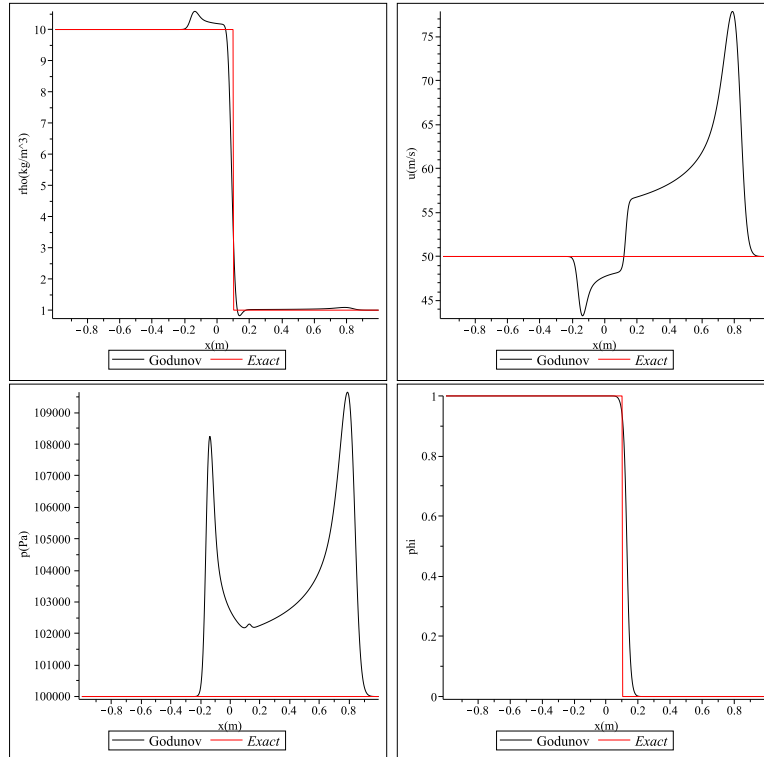 10
9
8
7
6
5
4
3
2
1
rho(kg/m^3)
−0.8 −0.6 −0.4 −0.2 0 0.2 0.4 0.6 0.8
x(m)
Godunov Exact
75
70
65
60
55
50
45
u(m/s)
−0.8 −0.6 −0.4 −0.2 0 0.2 0.4 0.6 0.8
x(m)
Godunov Exact
109000
108000
107000
106000
105000
104000
103000
102000
101000
100000
p(Pa)
−0.8 −0.6 −0.4 −0.2 0 0.2 0.4 0.6 0.8
x(m)
Godunov Exact
1
0.8
0.6
0.4
0.2
0
phi
−0.8 −0.6 −0.4 −0.2 0 0.2 0.4 0.6 0.8
x(m)
Godunov Exact